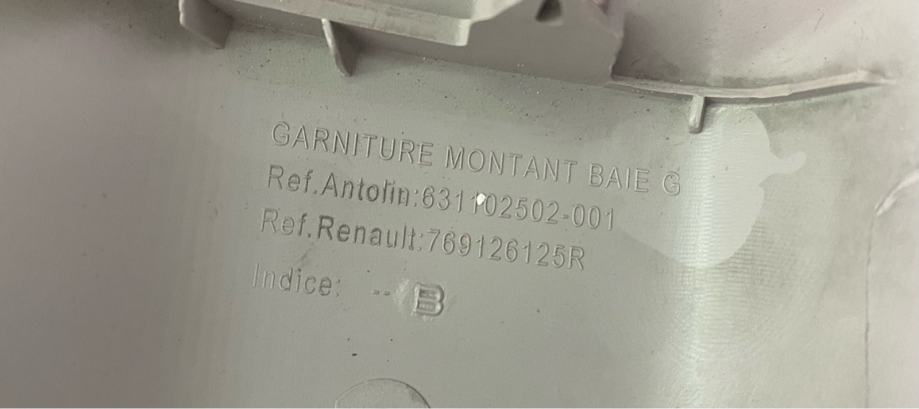 GARNITURE MONTANT BAIE G
Ref.Antolin:631102502-001
Ref.Renault:769126125R
Indice: -- B